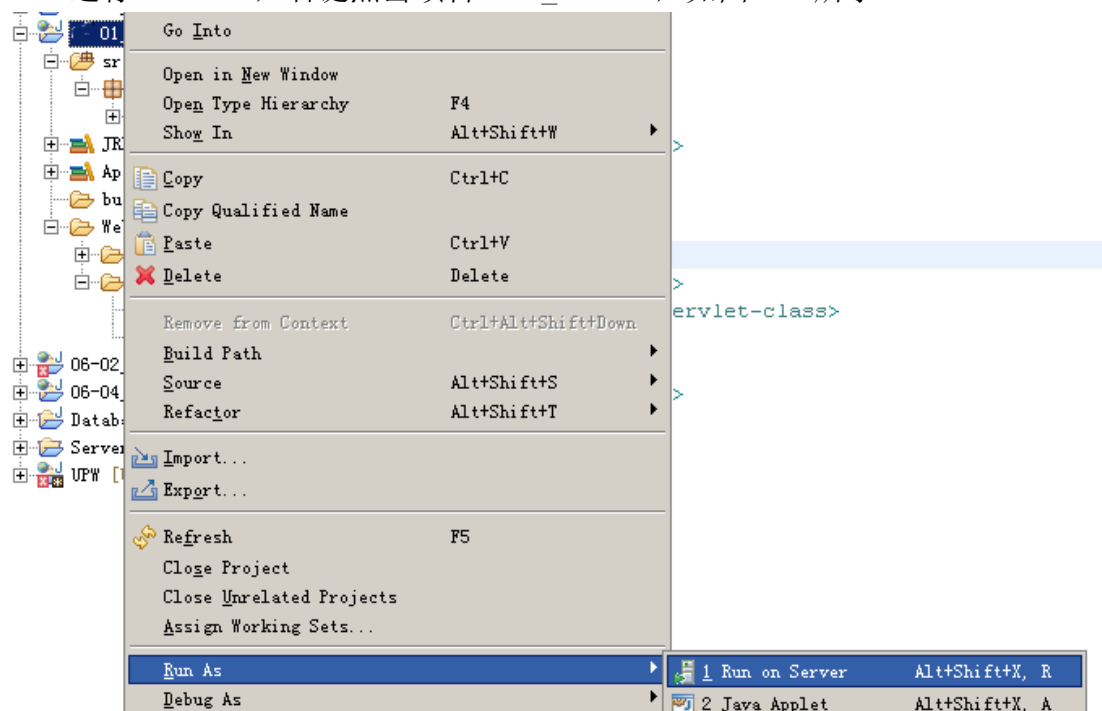 01_
Go Into
sr
Open in New Window
Open Type Hierarchy F4
Show In Alt+Shift+W
>
JR
Ap
Copy Ctrl+C
bu
Copy Qualified Name
We
Paste Ctrl+V
Delete Delete
>
ervlet-class>
Remove from Context Ctrl+Alt+Shift+Down
Build Path
06-02_
Source Alt+Shift+S
06-04_
>
Refactor Alt+Shift+T
Datab
Server
Import...
UPW [
Export...
Refresh F5
Close Project
Close Unrelated Projects
Assign Working Sets...
Run As
1 Run on Server Alt+Shift+X, R
Debug As
2 Java Applet Alt+Shift+X, A